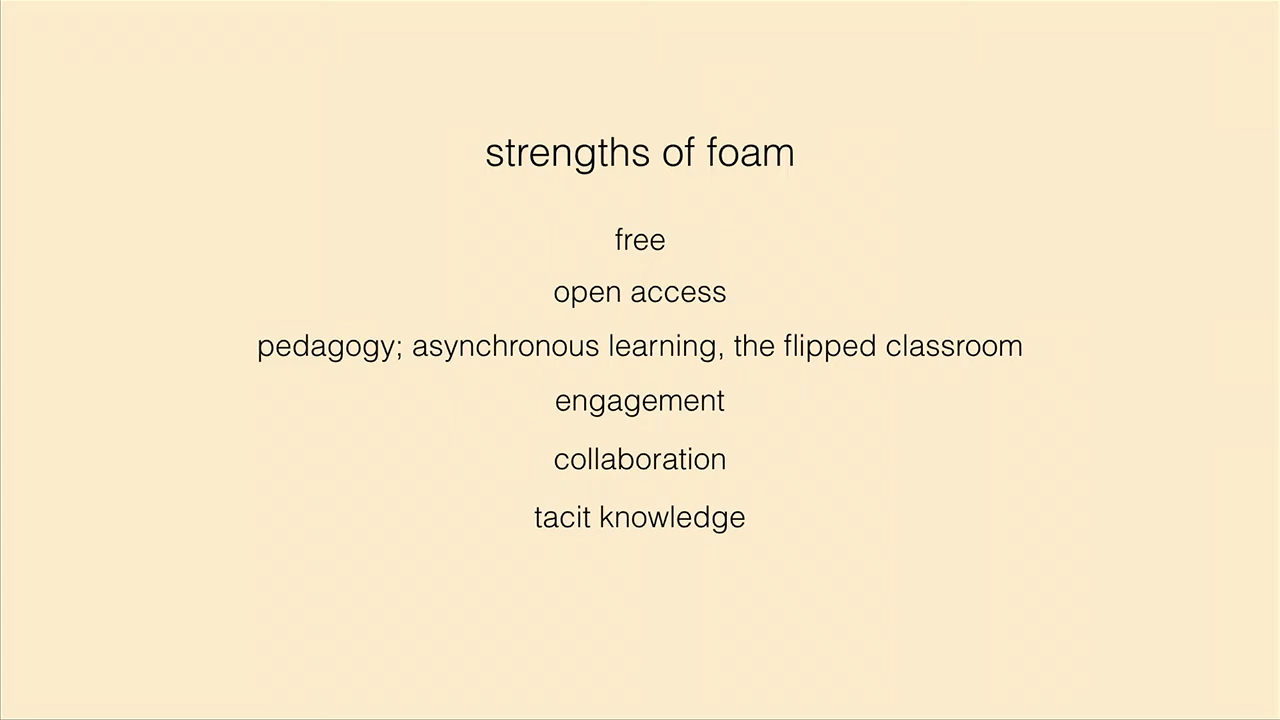 strengths of foam
free
open access
pedagogy; asynchronous learning, the flipped classroom
engagement
collaboration
tacit knowledge